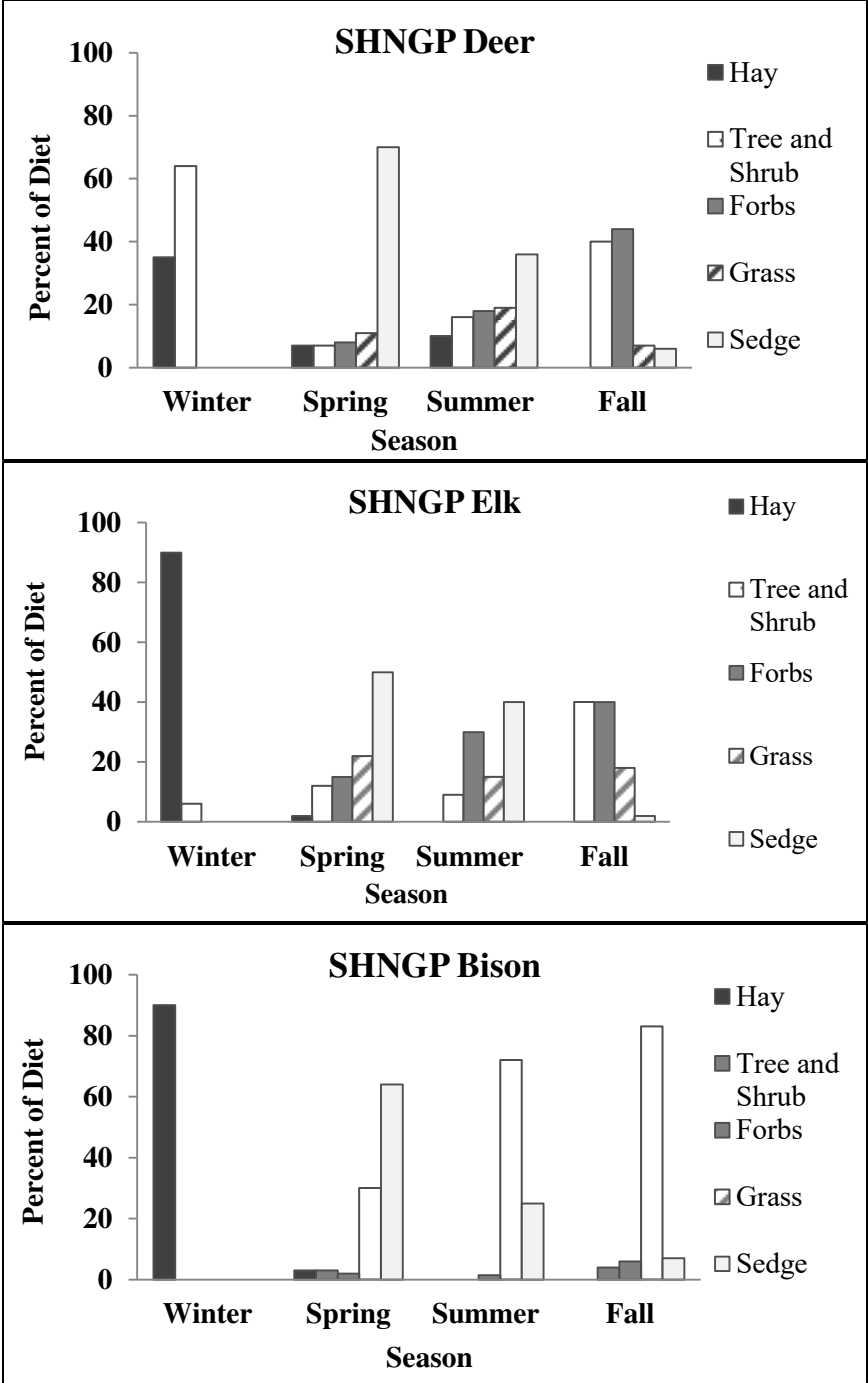 SHNGP Deer
100
80
60
40
20
0
Percent of Diet
Winter Spring Summer Fall
Season
Hay
Tree and
Shrub
Forbs
Grass
Sedge
SHNGP Elk
100
80
60
40
20
0
Percent of Diet
Winter Spring Summer Fall
Season
Hay
Tree and
Shrub
Forbs
Grass
Sedge
SHNGP Bison
100
80
60
40
20
0
Percent of Diet
Winter Spring Summer Fall
Season
Hay
Tree and
Shrub
Forbs
Grass
Sedge